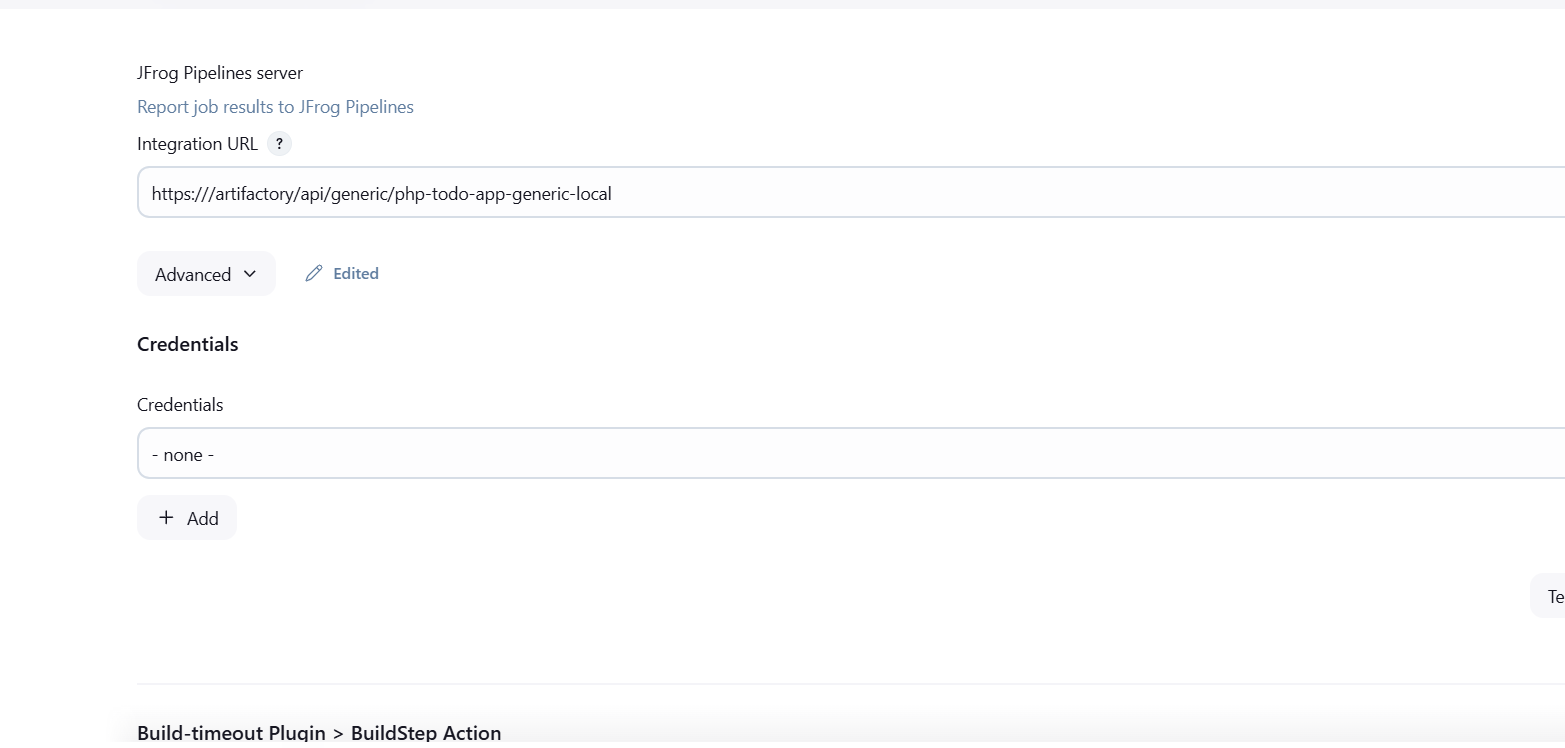 JFrog Pipelines server
Report job results to JFrog Pipelines
Integration URL ?
https:///artifactory/api/generic/php-todo-app-generic-local
Advanced Edited
Credentials
Credentials
- none -
+ Add
Te
Build-timeout Plugin > BuildStep Action